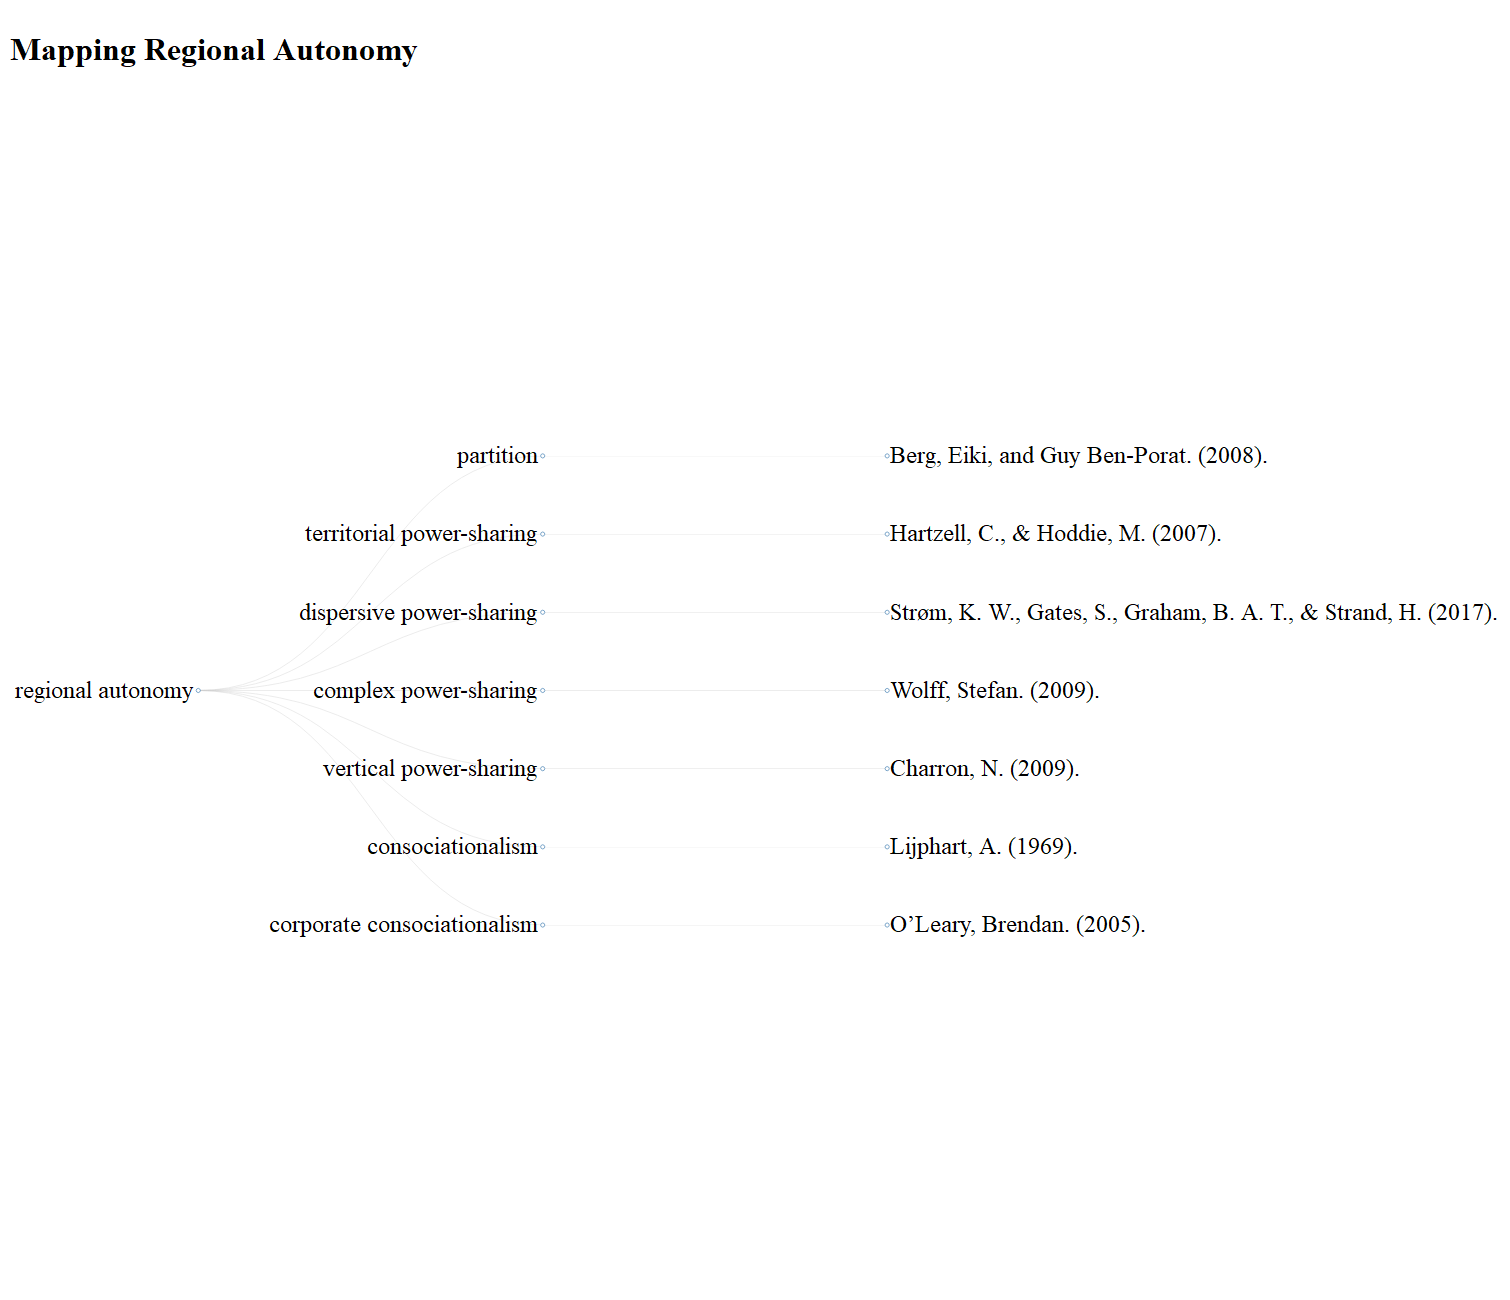 Mapping Regional Autonomy
partition
Berg, Eiki, and Guy Ben-Porat. (2008).
territorial power-sharing
Hartzell, C., & Hoddie, M. (2007).
dispersive power-sharing
Strøm, K. W., Gates, S., Graham, B. A. T., & Strand, H. (2017).
regional autonomy
complex power-sharing
Wolff, Stefan. (2009).
vertical power-sharing
Charron, N. (2009).
consociationalism
Lijphart, A. (1969).
corporate consociationalism
O’Leary, Brendan. (2005).